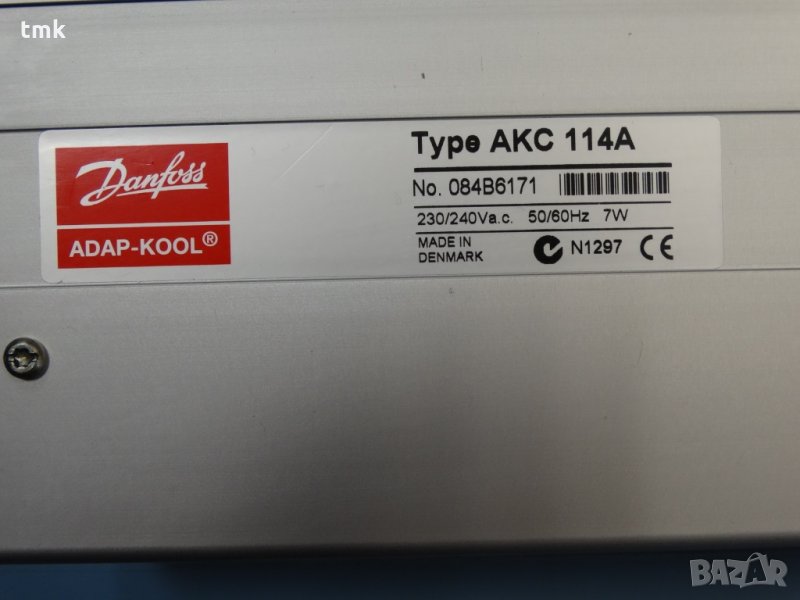 tmk
Danfoss
ADAP-KOOL®
Type AKC 114A
No. 084B6171
230/240Va.c. 50/60Hz 7W
MADE IN
DENMARK
N1297 CE
BAZAR